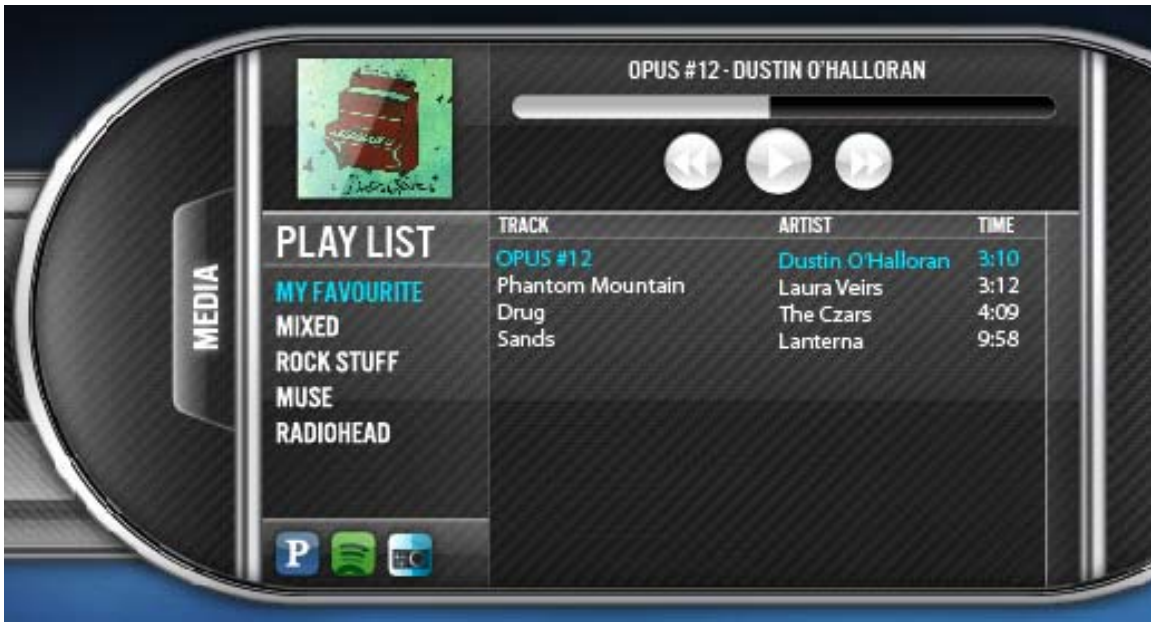 OPUS #12 - DUSTIN O'HALLORAN
MEDIA
PLAY LIST
MY FAVOURITE
MIXED
ROCK STUFF
MUSE
RADIOHEAD
P
TRACK ARTIST TIME
OPUS #12 Dustin O'Halloran 3:10
Phantom Mountain Laura Veirs 3:12
Drug The Czars 4:09
Sands Lanterna 9:58